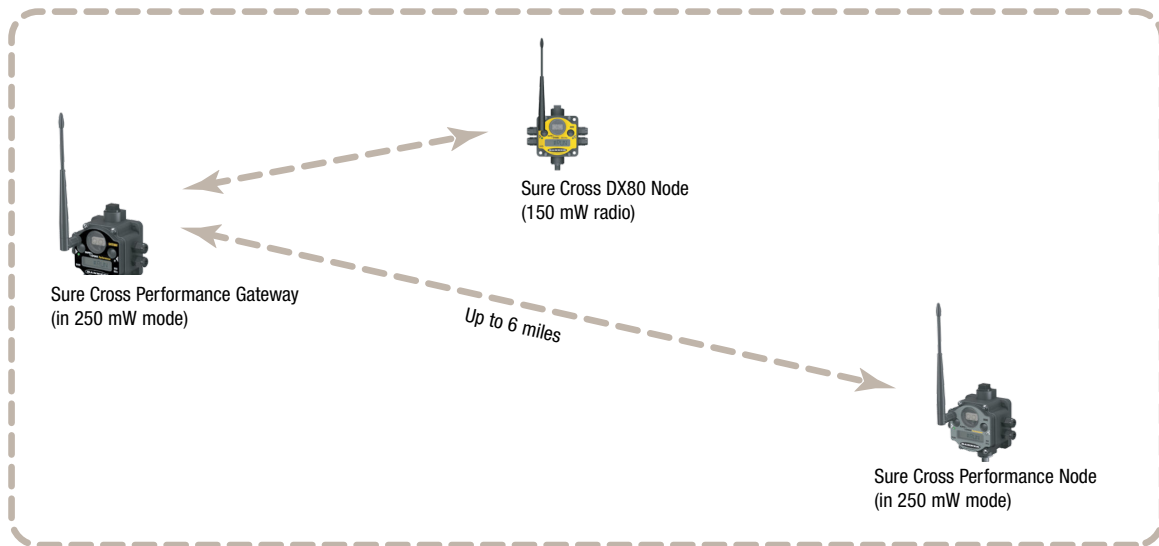 Sure Cross DX80 Node
(150 mW radio)
Sure Cross Performance Gateway
(in 250 mW mode)
Up to 6 miles
Sure Cross Performance Node
(in 250 mW mode)